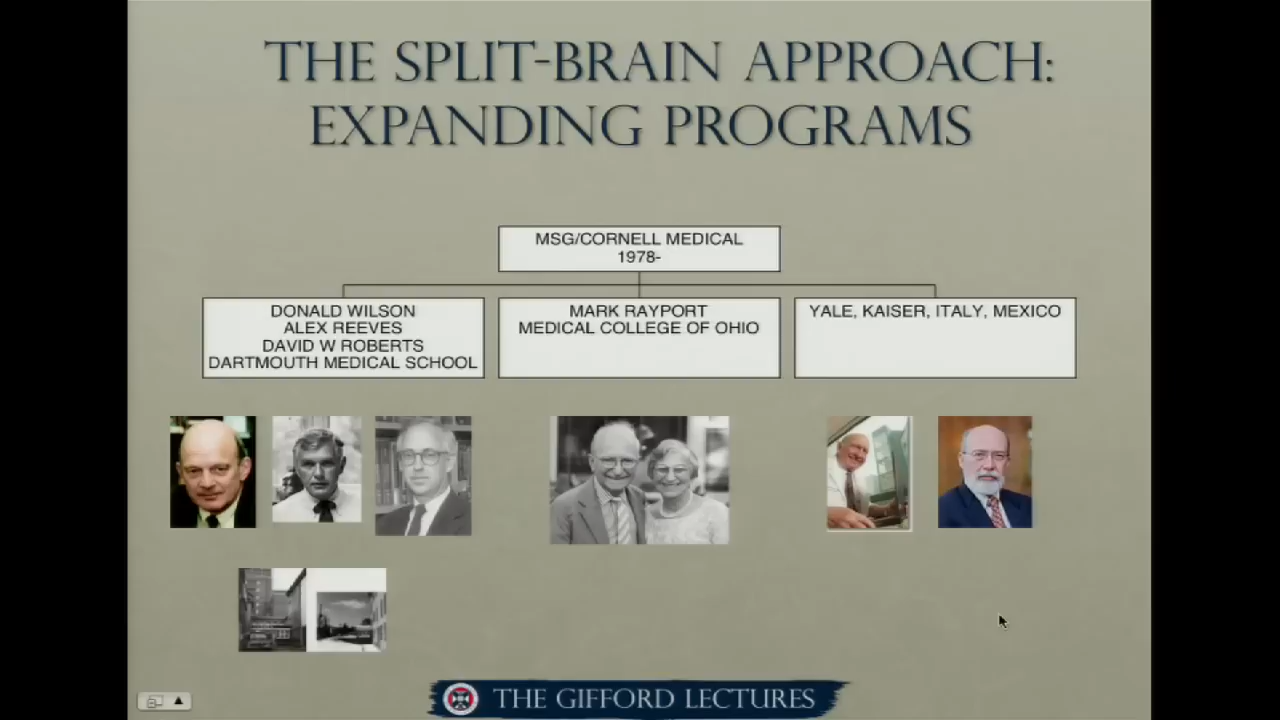 THE SPLIT-BRAIN APPROACH:
EXPANDING PROGRAMS
MSG/CORNELL MEDICAL
1978-
DONALD WILSON
ALEX REEVES
DAVID W ROBERTS
DARTMOUTH MEDICAL SCHOOL
MARK RAYPORT
MEDICAL COLLEGE OF OHIO
YALE, KAISER, ITALY, MEXICO
THE GIFFORD LECTURES